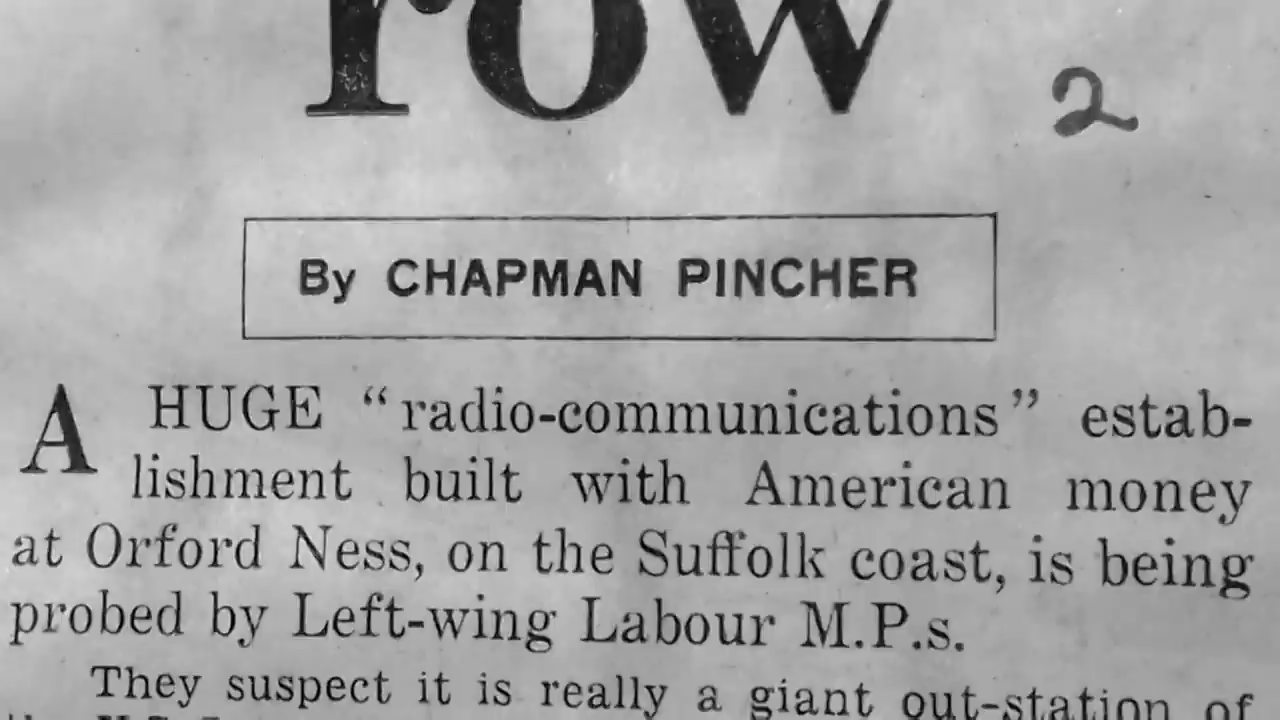 row
2
By CHAPMAN PINCHER
A HUGE “radio-communications” estab-
lishment built with American money
at Orford Ness, on the Suffolk coast, is being
probed by Left-wing Labour M.P.s.
They suspect it is really a giant out-station of